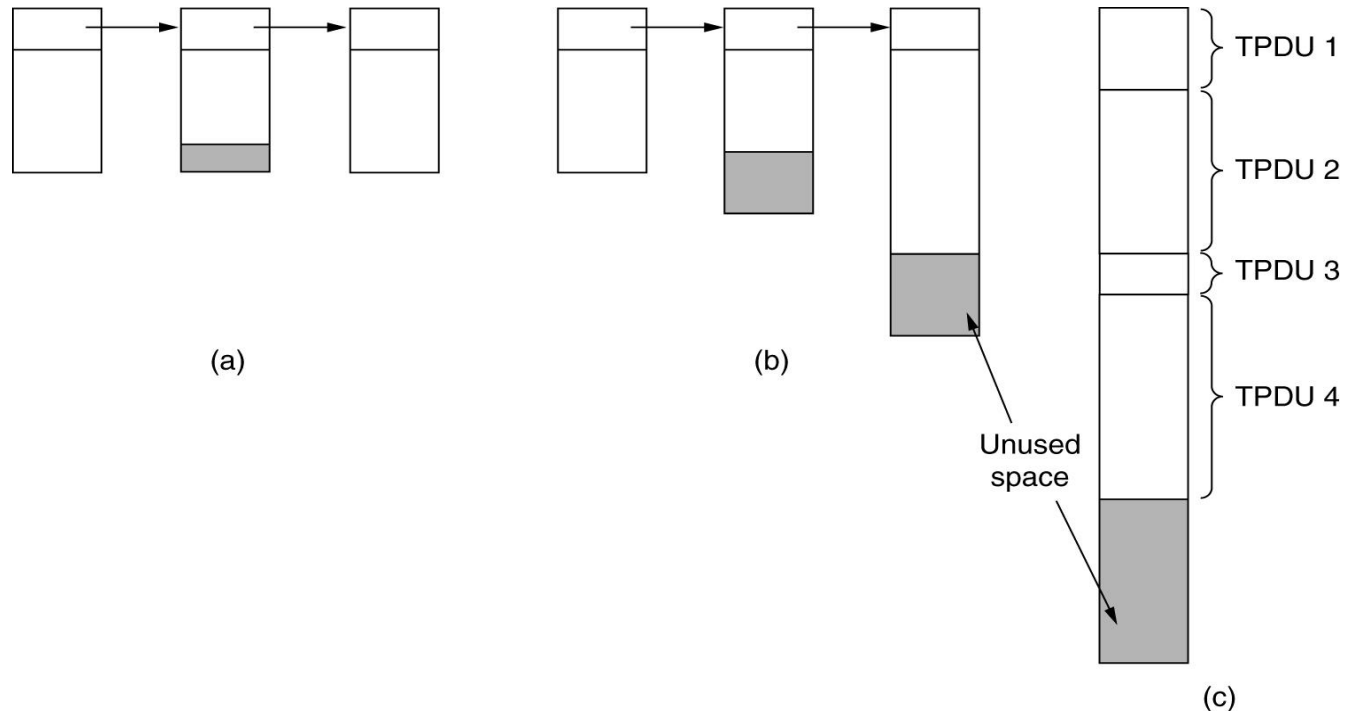 TPDU 1
TPDU 2
TPDU 3
(a)
(b)
TPDU 4
Unused
space
(c)